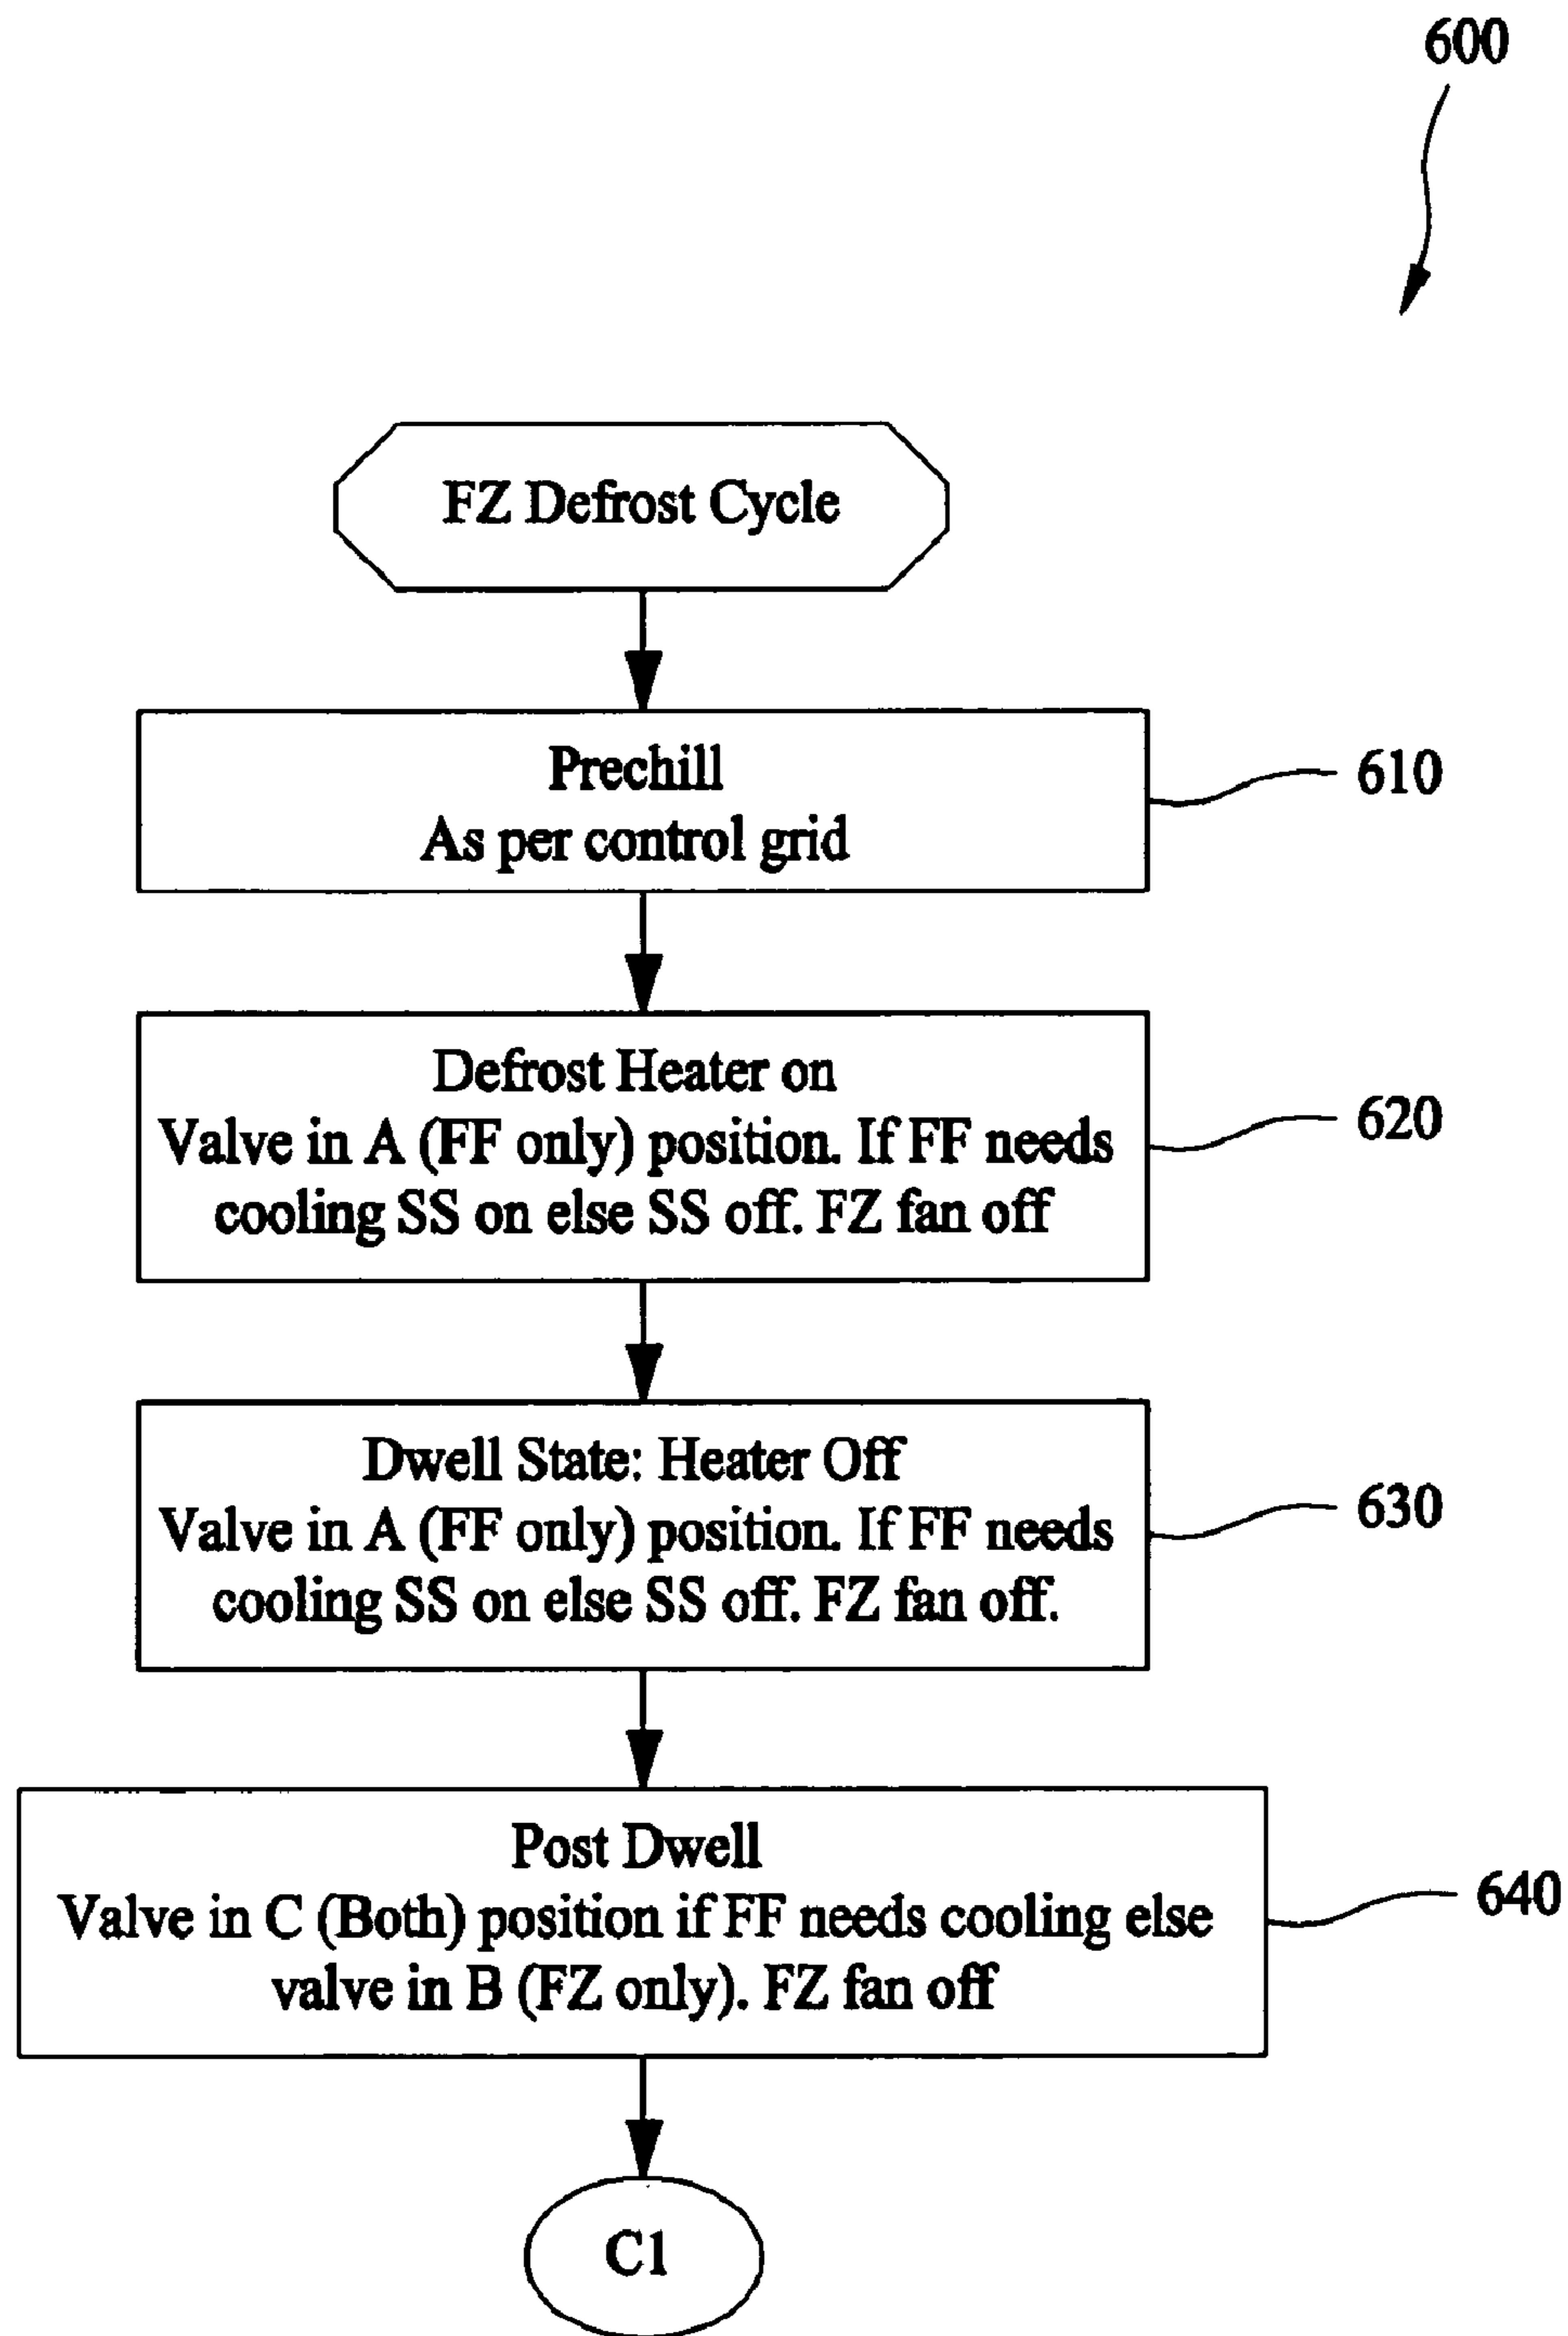 600
FZ Defrost Cycle
Prechill
As per control grid
610
Defrost Heater on
Valve in A (FF only) position. If FF needs
cooling SS on else SS off. FZ fan off
620
Dwell State: Heater Off
Valve in A (FF only) position. If FF needs
cooling SS on else SS off. FZ fan off.
630
Post Dwell
Valve in C (Both) position if FF needs cooling else
valve in B (FZ only). FZ fan off
640
C1